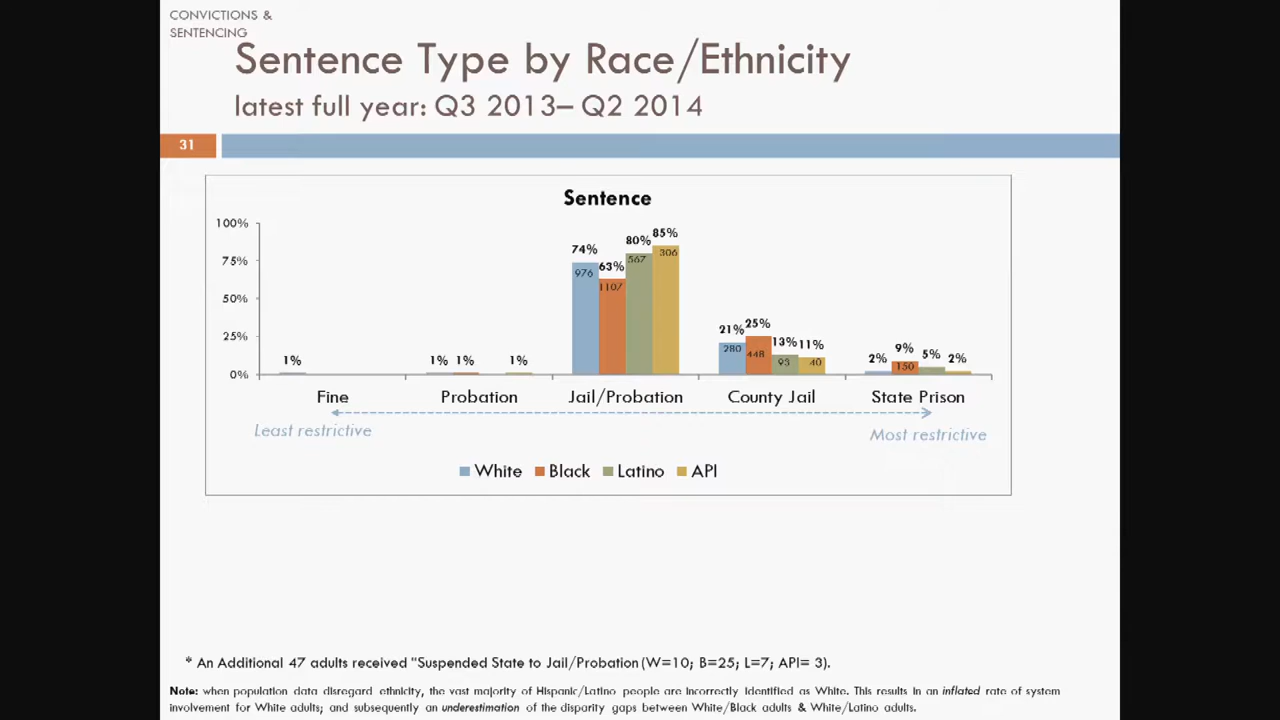 CONVICTIONS &
SENTENCING
Sentence Type by Race/Ethnicity
latest full year: Q3 2013– Q2 2014
31
Sentence
100%
75%
50%
25%
0%
1%
1% 1% 1%
74% 63% 80% 85%
976 1107 567 306
21% 25% 13% 11%
280 448 93 40
2% 9% 5% 2%
150
Fine Probation Jail/Probation County Jail State Prison
Least restrictive Most restrictive
White Black Latino API
* An Additional 47 adults received "Suspended State to Jail/Probation (W=10; B=25; L=7; API= 3).
Note: when population data disregard ethnicity, the vast majority of Hispanic/Latino people are incorrectly identified as White. This results in an inflated rate of system
involvement for White adults; and subsequently an underestimation of the disparity gaps between White/Black adults & White/Latino adults.